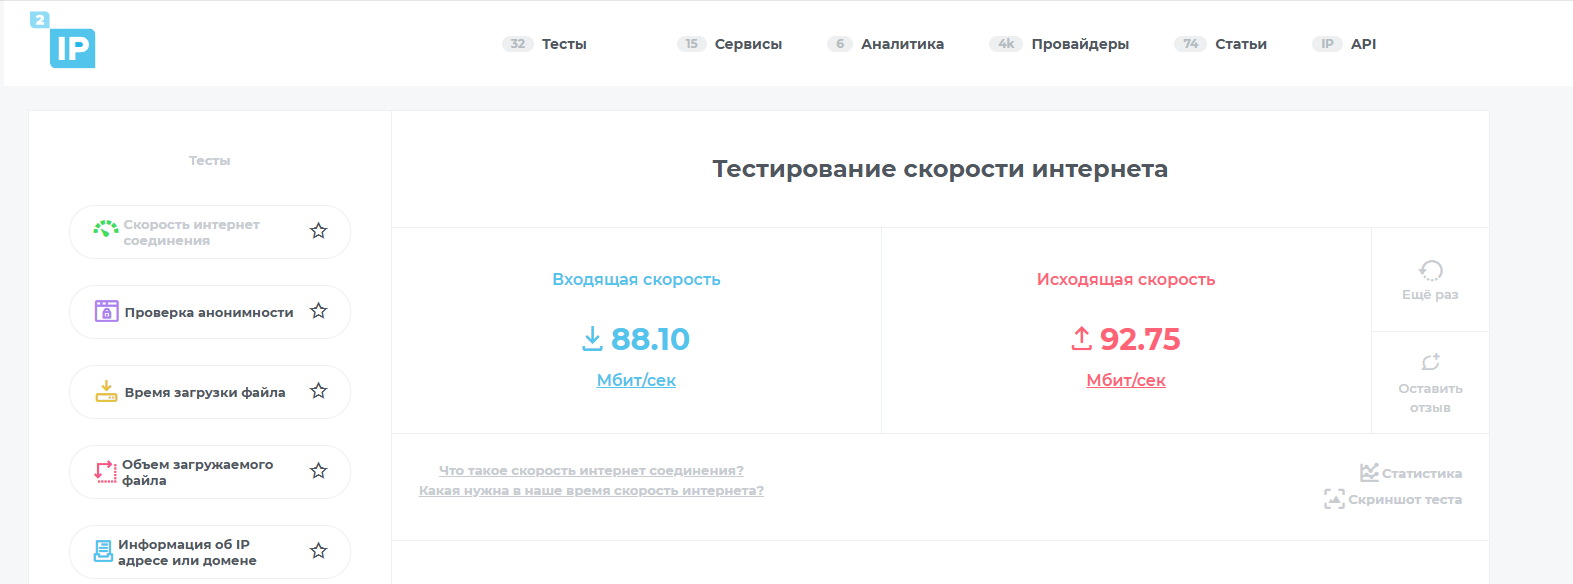 2
IP
32 Тесты
15 Сервисы
6 Аналитика
4k Провайдеры
74 Статьи
IP API
Тесты
Скорость интернет
соединения
Проверка анонимности
Время загрузки файла
Объем загружаемого
файла
Информация об IP
адресе или домене
Тестирование скорости интернета
Входящая скорость
88.10
Мбит/сек
Исходящая скорость
92.75
Мбит/сек
Ещё раз
Оставить
отзыв
Что такое скорость интернет соединения?
Какая нужна в наше время скорость интернета?
Статистика
Скриншот теста